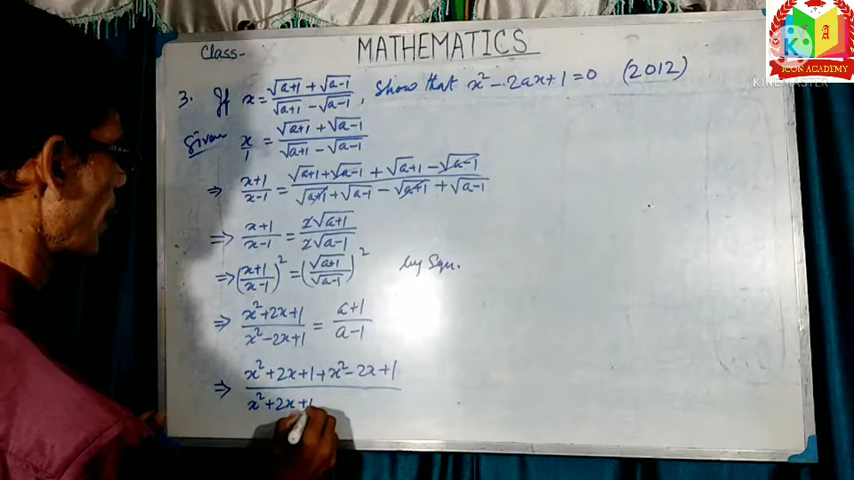 Class-
MATHEMATICS
3. If x = (√a+1 + √a-1)/(√a+1 - √a-1), show that x² - 2ax + 1 = 0 (2012)
Given x/1 = (√a+1 + √a-1)/(√a+1 - √a-1)
⇒ (x+1)/(x-1) = (√a+1 + √a-1 + √a+1 - √a-1)/(√a+1 + √a-1 - √a+1 + √a-1)
⇒ (x+1)/(x-1) = (2√a+1)/(2√a-1)
⇒ ((x+1)/(x-1))² = (√a+1/√a-1)² by Squ.
⇒ (x²+2x+1)/(x²-2x+1) = (a+1)/(a-1)
⇒ (x²+2x+1+x²-2x+1)/(x²+2x+1
K A
ICON ACADEMY
KINEMASTER